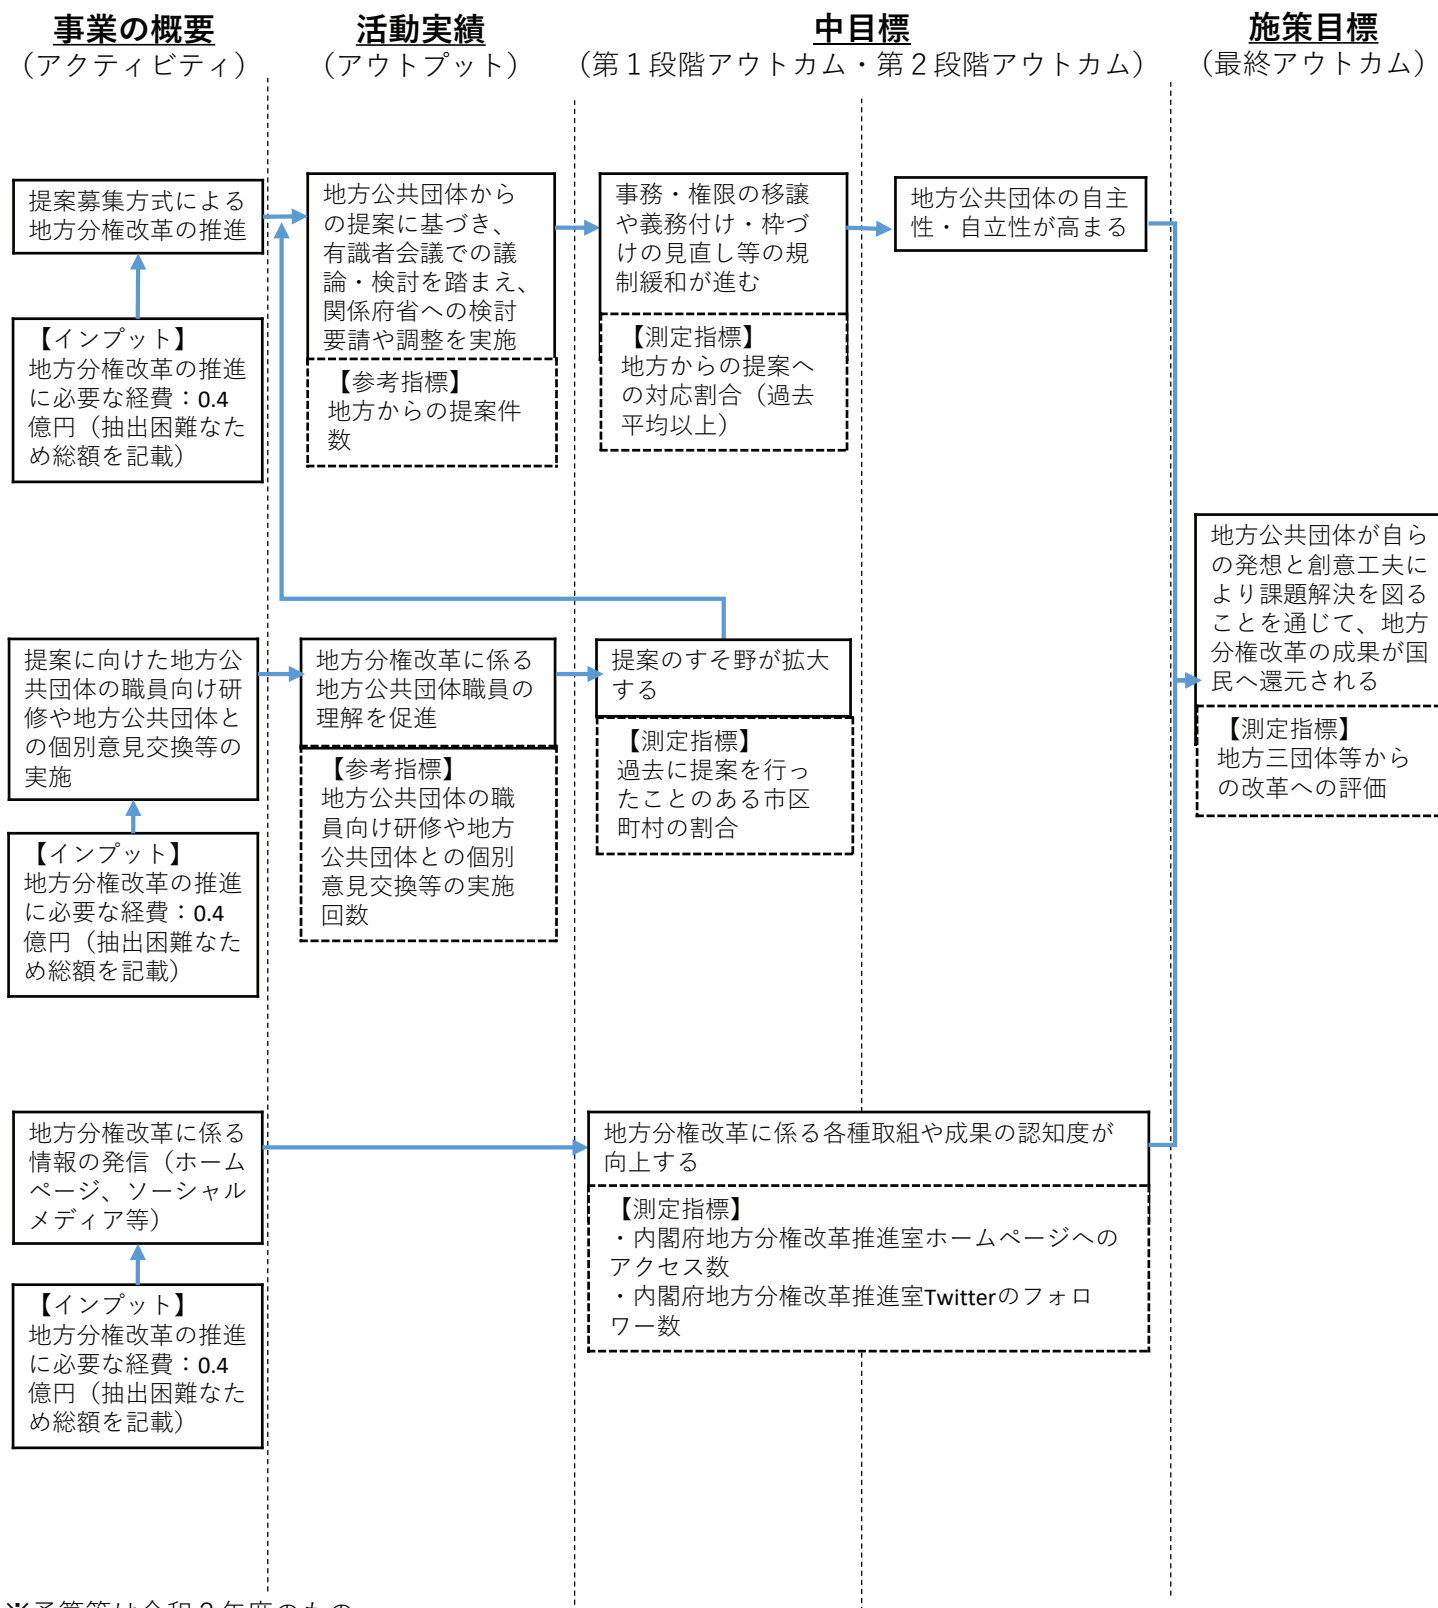 事業の概要
(アクティビティ)
活動実績
(アウトプット)
中目標
(第1段階アウトカム・第2段階アウトカム)
施策目標
(最終アウトカム)
提案募集方式による
地方分権改革の推進
【インプット】
地方分権改革の推進
に必要な経費：0.4
億円(抽出困難なた
め総額を記載)
地方公共団体から
の提案に基づき、
有識者会議での議
論・検討を踏まえ、
関係府省への検討
要請や調整を実施
【参考指標】
地方からの提案件
数
事務・権限の移譲
や義務付け・枠づ
けの見直し等の規
制緩和が進む
【測定指標】
地方からの提案へ
の対応割合(過去
平均以上)
地方公共団体の自主
性・自立性が高まる
地方公共団体が自ら
の発想と創意工夫に
より課題解決を図る
ことを通じて、地方
分権改革の成果が国
民へ還元される
【測定指標】
地方三団体等から
の改革への評価
提案に向けた地方公
共団体の職員向け研
修や地方公共団体と
の個別意見交換等の
実施
【インプット】
地方分権改革の推進
に必要な経費：0.4
億円(抽出困難なた
め総額を記載)
地方分権改革に係る
地方公共団体職員の
理解を促進
【参考指標】
地方公共団体の職
員向け研修や地方
公共団体との個別
意見交換等の実施
回数
提案のすそ野が拡大
する
【測定指標】
過去に提案を行っ
たことのある市区
町村の割合
地方分権改革に係る
情報の発信(ホーム
ページ、ソーシャル
メディア等)
【インプット】
地方分権改革の推進
に必要な経費：0.4
億円(抽出困難なた
め総額を記載)
地方分権改革に係る各種取組や成果の認知度が
向上する
【測定指標】
・内閣府地方分権改革推進室ホームページへの
アクセス数
・内閣府地方分権改革推進室Twitterのフォロ
ワー数